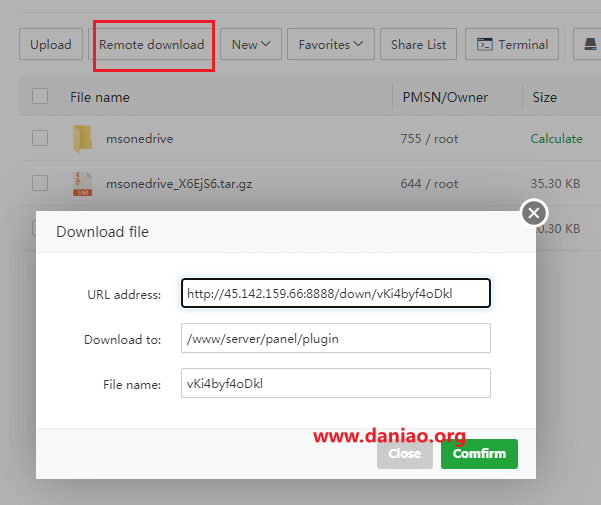 Upload Remote download New Favorites Share List Terminal
File name PMSN/Owner Size
msonedrive 755 / root Calculate
msonedrive_X6EjS6.tar.gz 644 / root 35.30 KB
0.30 KB
Download file
URL address: http://45.142.159.66:8888/down/vKi4byf4oDkl
Download to: /www/server/panel/plugin
File name: vKi4byf4oDkl
www.daniao.org
Close Comfirm